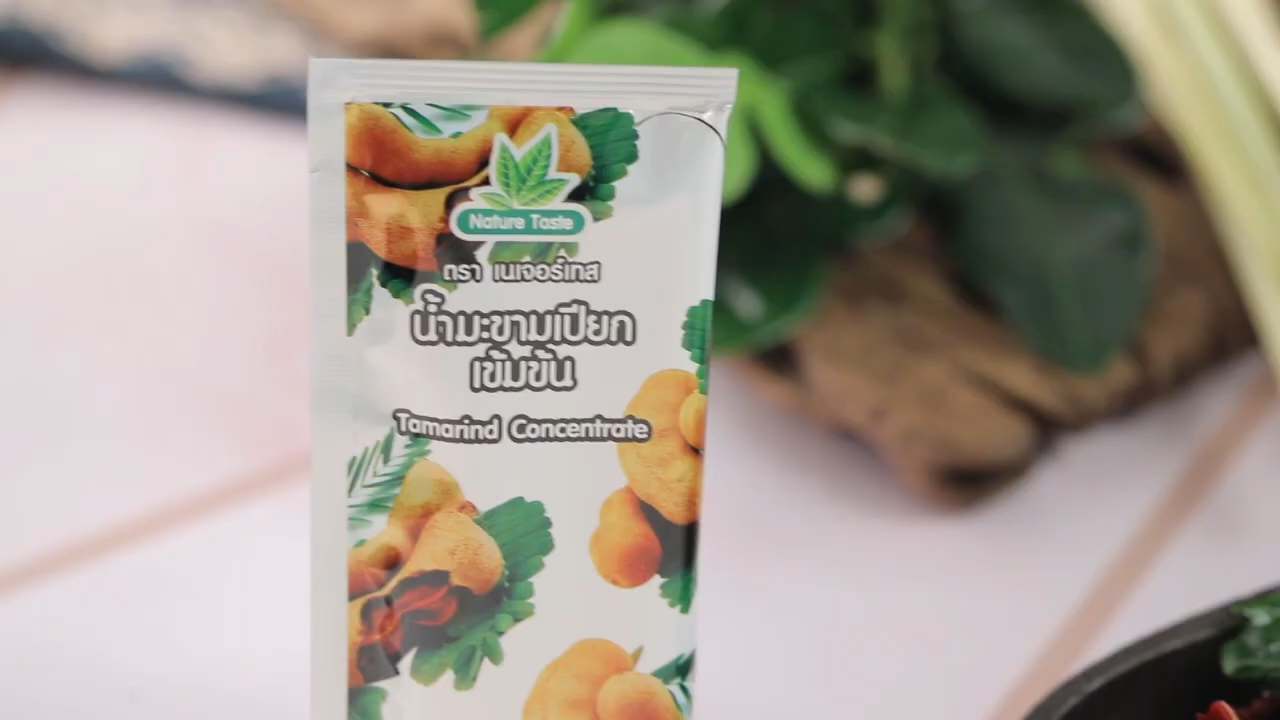 Nature Taste
ตรา เนเจอร์เทส
น้ำมะขามเปียก
เข้มข้น
Tamarind Concentrate